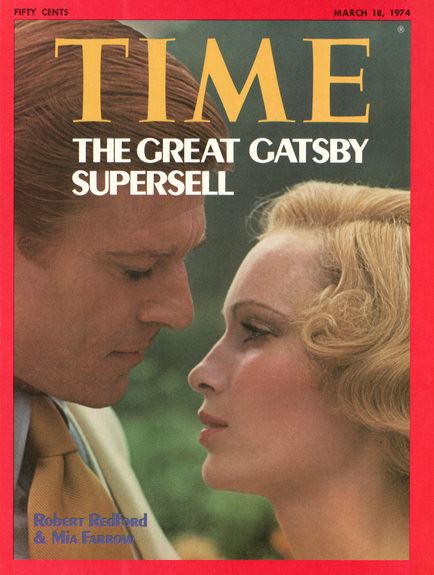 FIFTY CENTS
MARCH 18, 1974
TIME
®
THE GREAT GATSBY
SUPERSELL
Robert Redford
& Mia Farrow